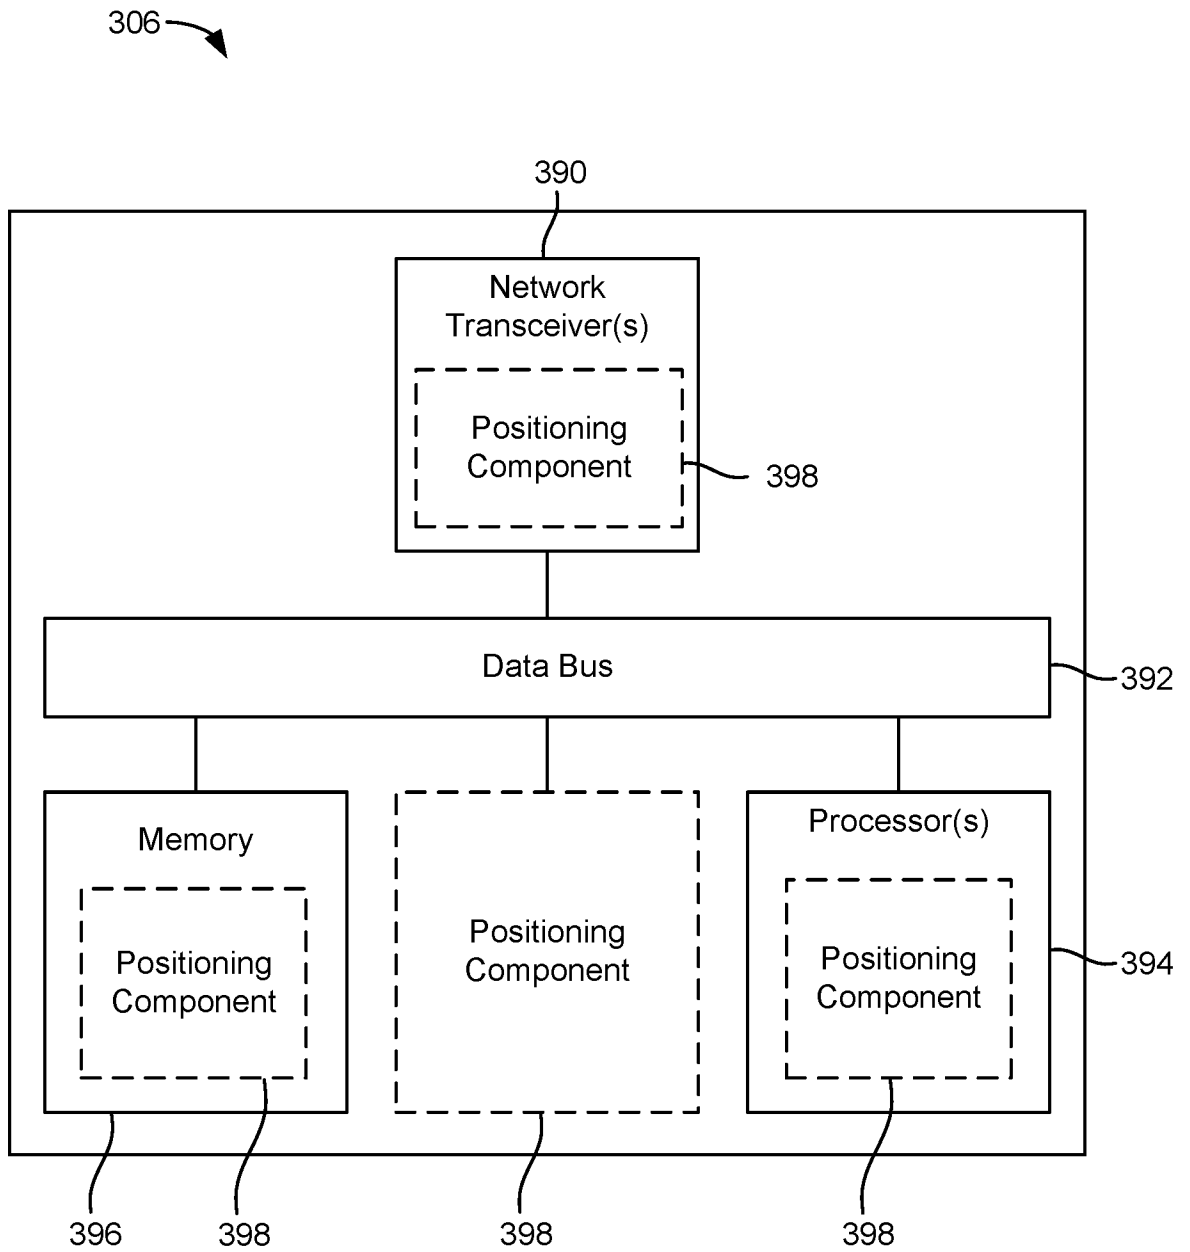 306
390
Network
Transceiver(s)
Positioning
Component
398
Data Bus
392
Memory
Positioning
Component
Positioning
Component
Processor(s)
Positioning
Component
394
396
398
398
398